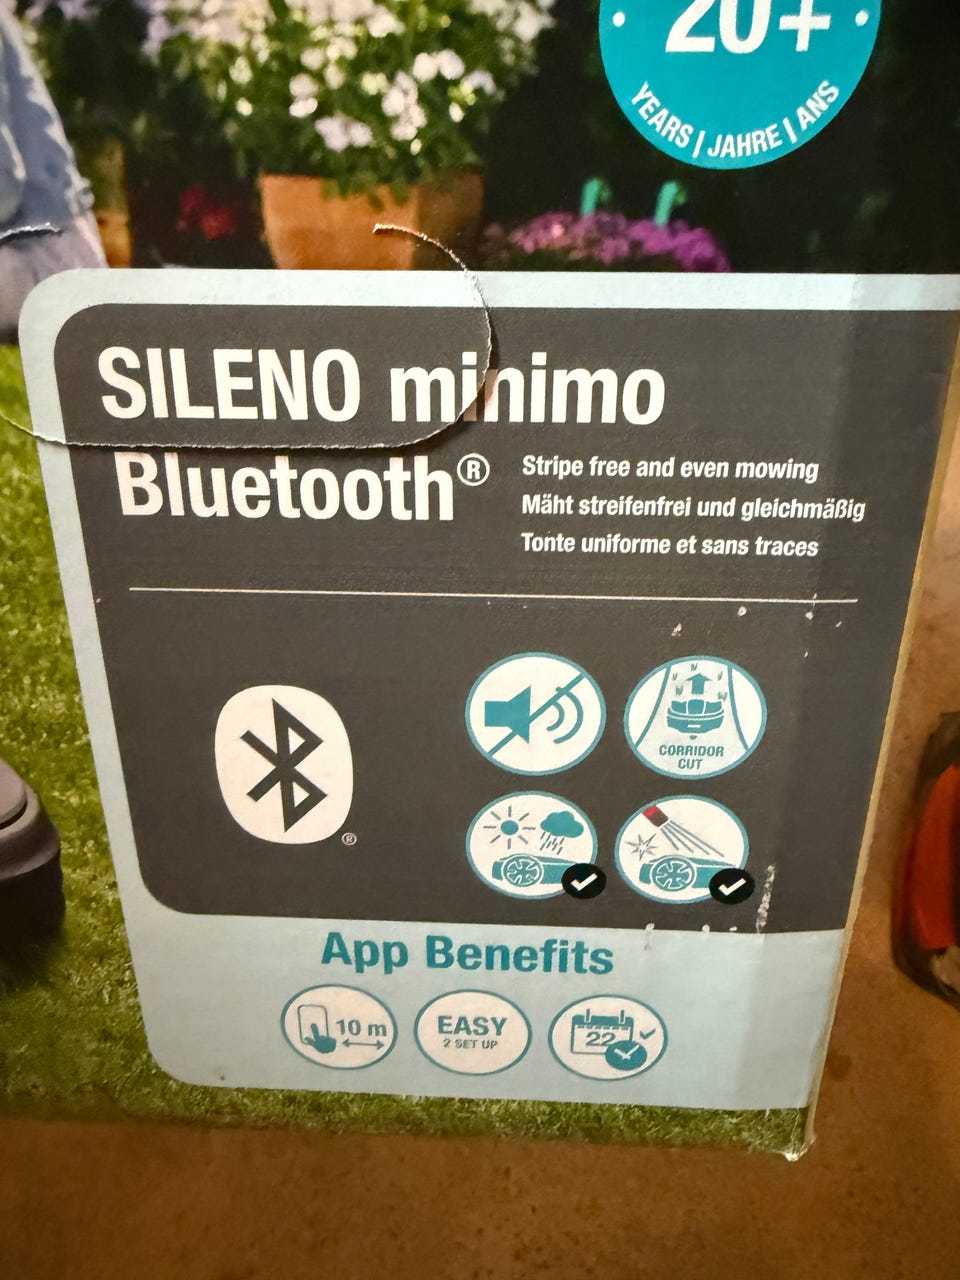 20+
YEARS | JAHRE | ANS
SILENO minimo
Bluetooth®
Stripe free and even mowing
Mäht streifenfrei und gleichmäßig
Tonte uniforme et sans traces
CORRIDOR
CUT
®
App Benefits
10 m
EASY
2 SET UP
22